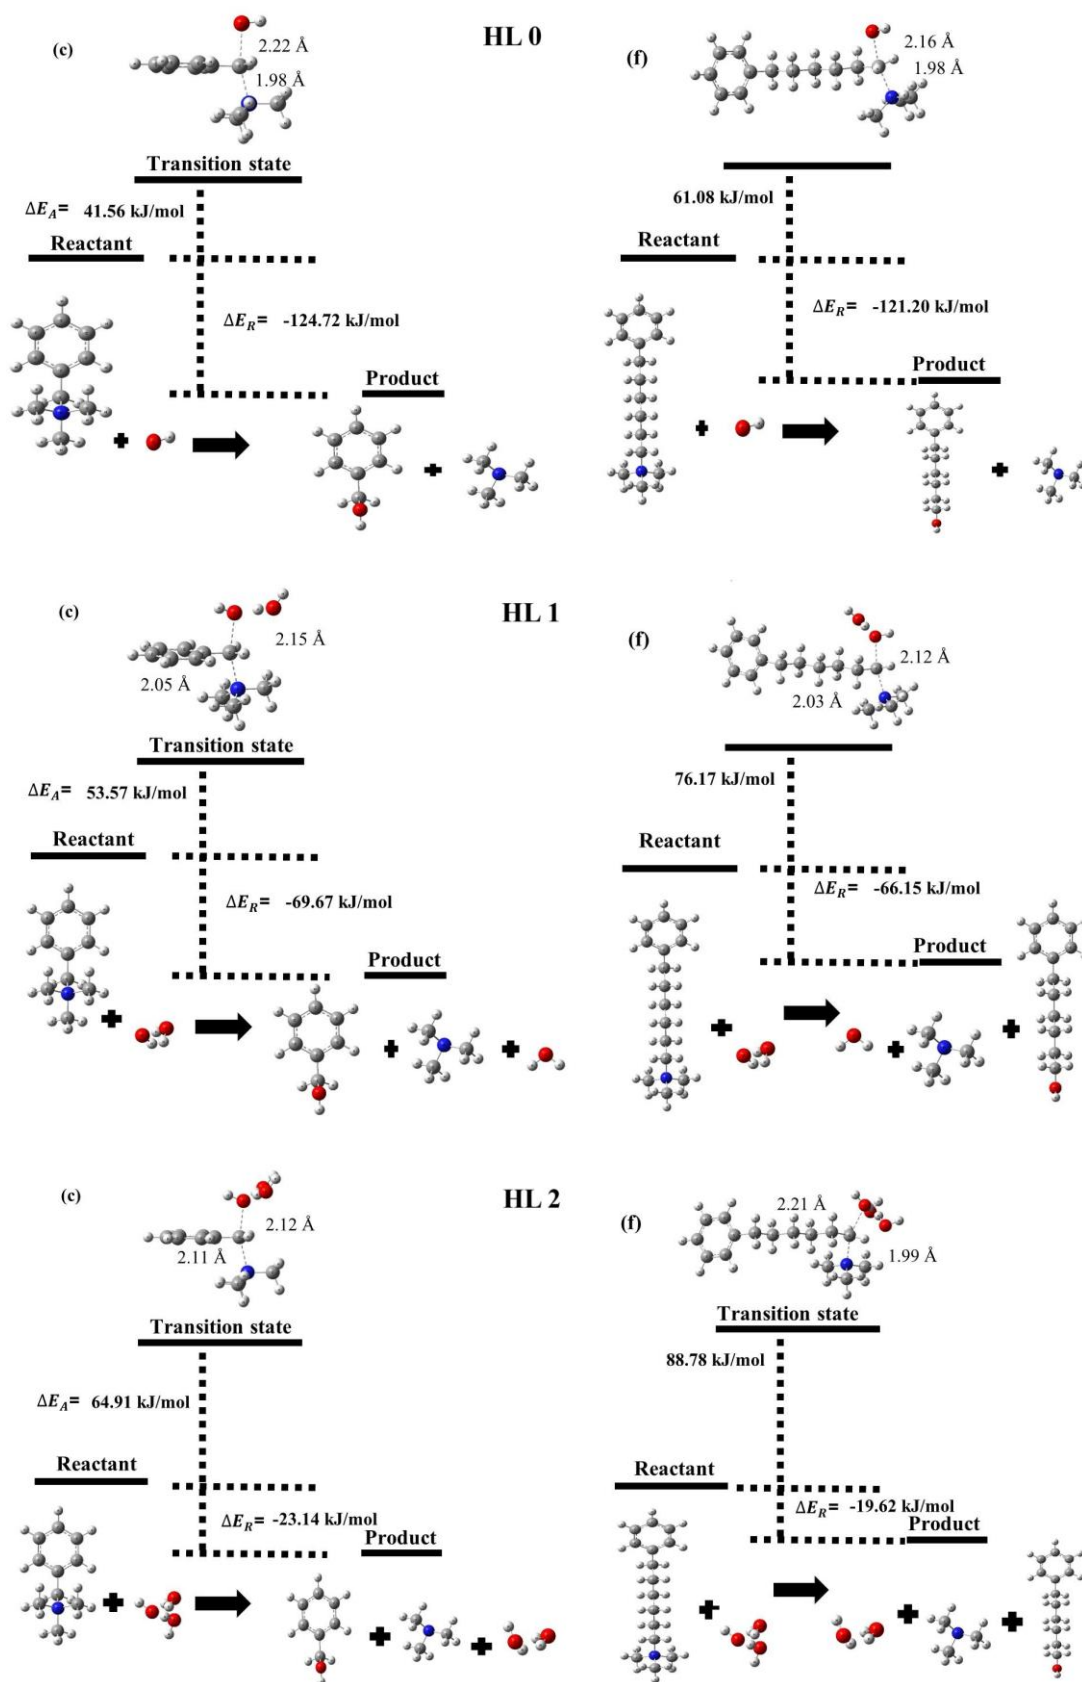 HL 0
(c)
2.22 Å
1.98 Å
Transition state
ΔE_A= 41.56 kJ/mol
Reactant
ΔE_R= -124.72 kJ/mol
Product
(f)
2.16 Å
1.98 Å
61.08 kJ/mol
Reactant
ΔE_R= -121.20 kJ/mol
Product
HL 1
(c)
2.15 Å
2.05 Å
Transition state
ΔE_A= 53.57 kJ/mol
Reactant
ΔE_R= -69.67 kJ/mol
Product
(f)
2.12 Å
2.03 Å
76.17 kJ/mol
Reactant
ΔE_R= -66.15 kJ/mol
Product
HL 2
(c)
2.12 Å
2.11 Å
Transition state
ΔE_A= 64.91 kJ/mol
Reactant
ΔE_R= -23.14 kJ/mol
Product
(f)
2.21 Å
1.99 Å
Transition state
88.78 kJ/mol
Reactant
ΔE_R= -19.62 kJ/mol
Product